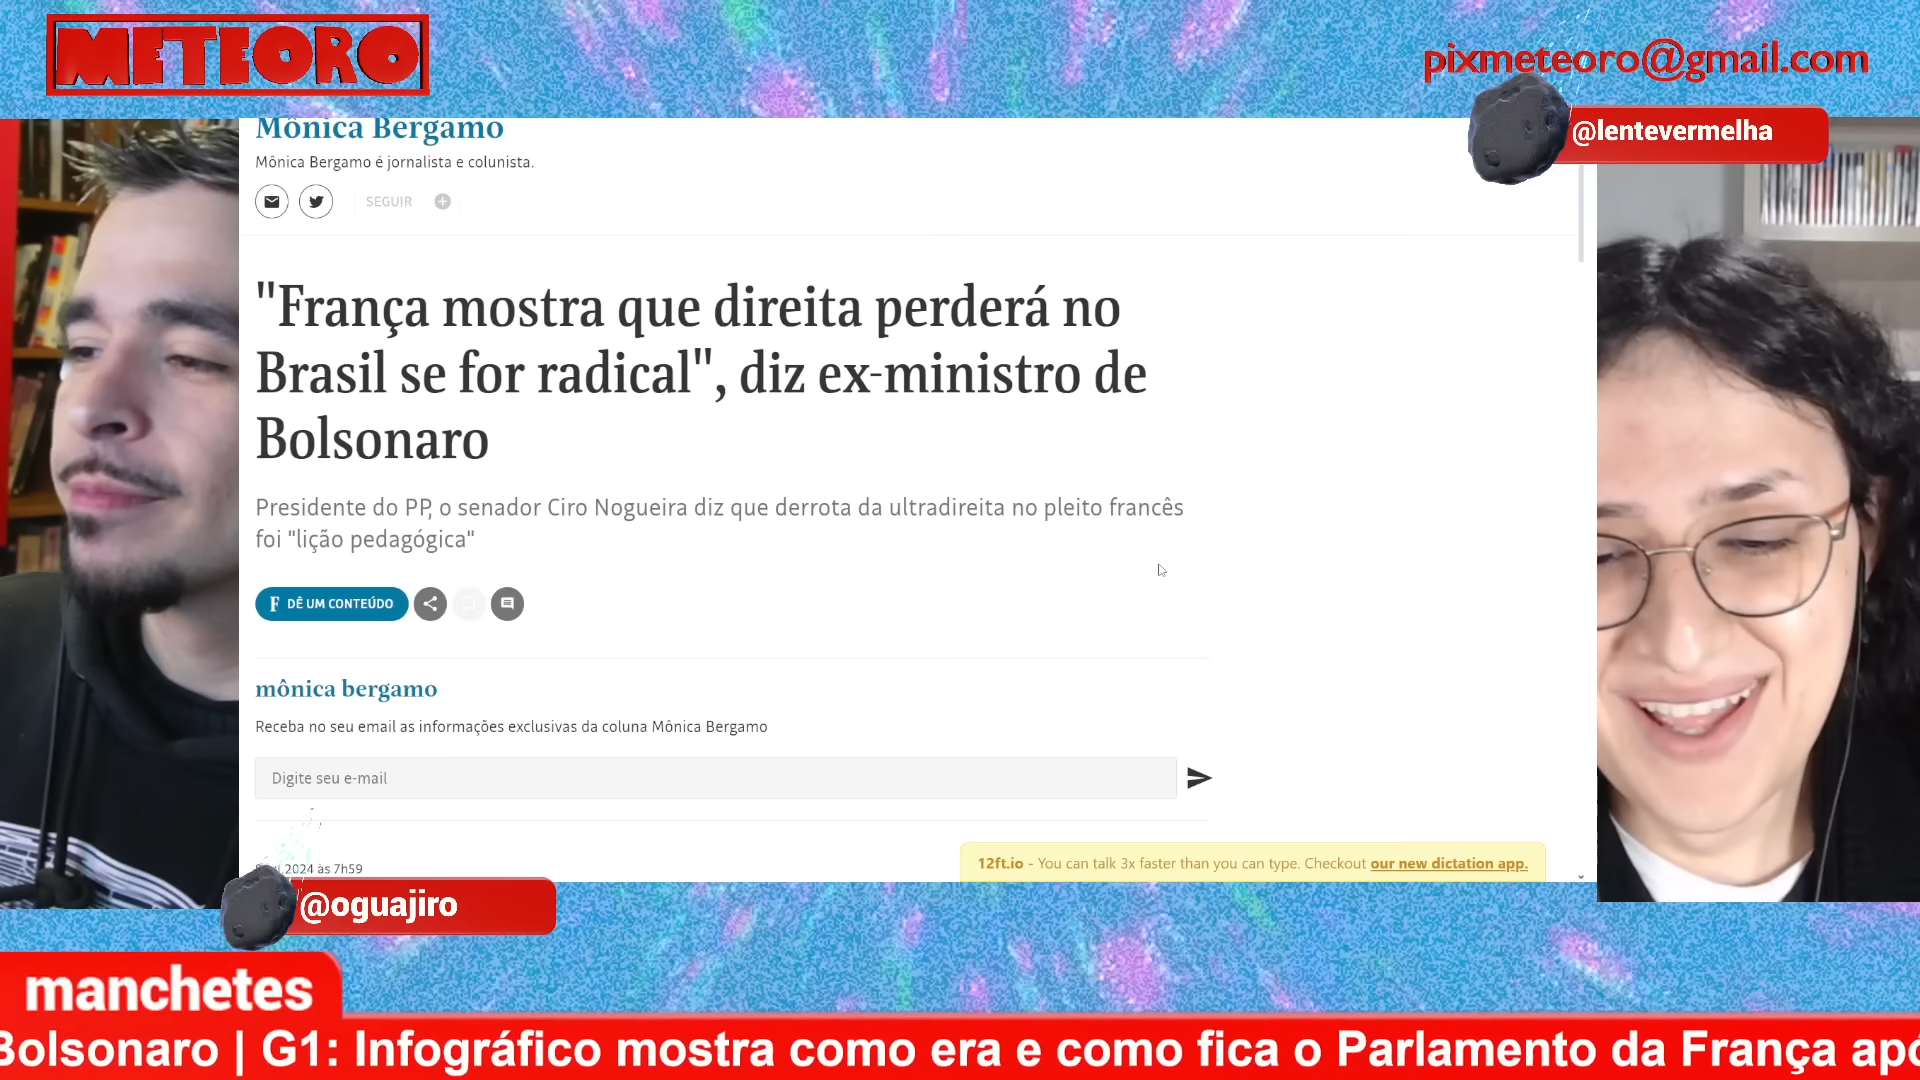 METEORO
pixmeteoro@gmail.com
@lentevermelha
Mônica Bergamo
Mônica Bergamo é jornalista e colunista.
SEGUIR
"França mostra que direita perderá no
Brasil se for radical", diz ex-ministro de
Bolsonaro
Presidente do PP, o senador Ciro Nogueira diz que derrota da ultradireita no pleito francês
foi "lição pedagógica"
F DÊ UM CONTEÚDO
mônica bergamo
Receba no seu email as informações exclusivas da coluna Mônica Bergamo
Digite seu e-mail
2024 às 7h59
12ft.io - You can talk 3x faster than you can type. Checkout our new dictation app.
@oguajiro
manchetes
Bolsonaro | G1: Infográfico mostra como era e como fica o Parlamento da França apó